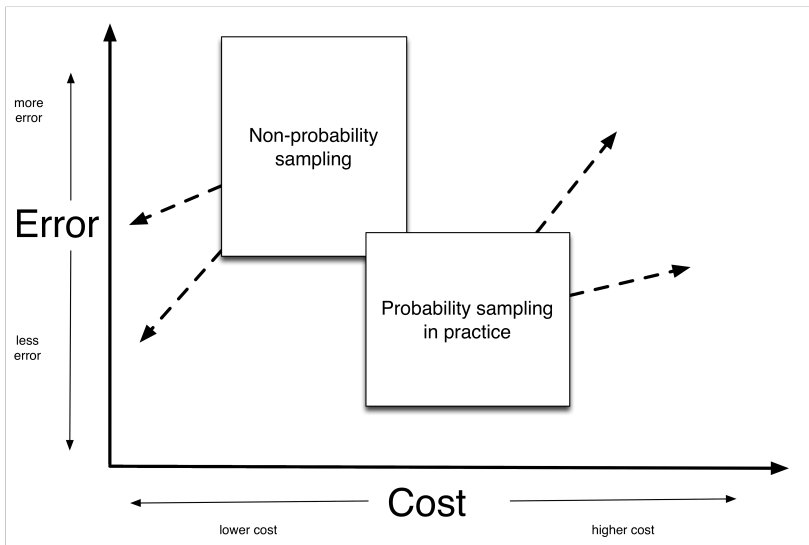 more
error
Error
less
error
Non-probability
sampling
Probability sampling
in practice
Cost
lower cost
higher cost